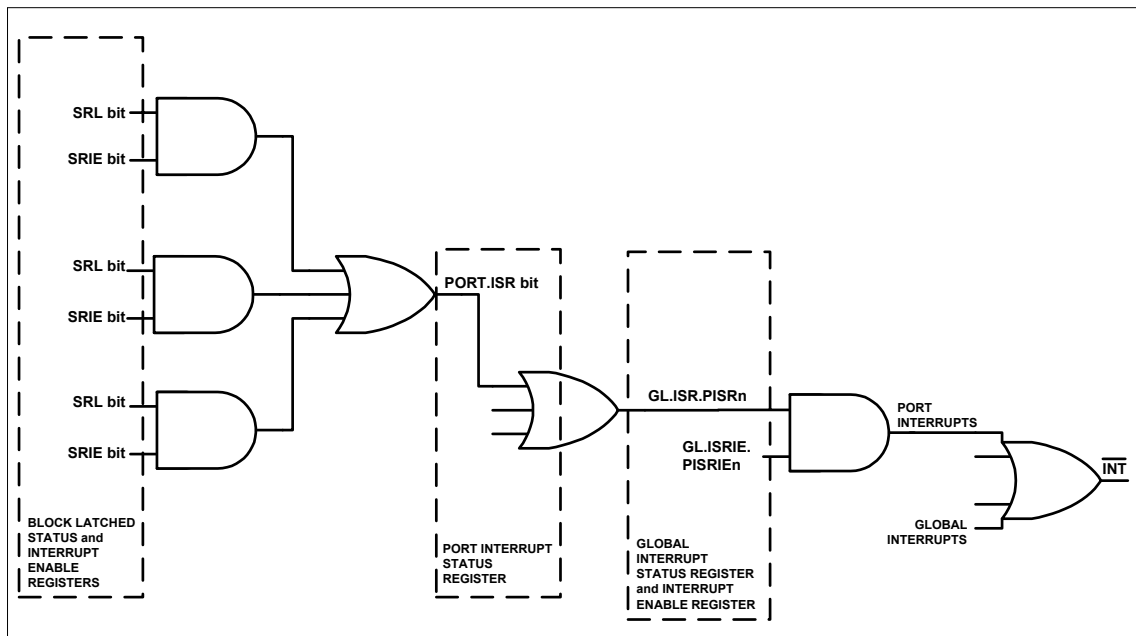 SRL bit
SRIE bit
SRL bit
SRIE bit
SRL bit
SRIE bit
BLOCK LATCHED
STATUS and
INTERRUPT
ENABLE
REGISTERS
PORT.ISR bit
PORT INTERRUPT
STATUS
REGISTER
GL.ISR.PISRn
GL.ISRIE.
PISRIEn
GLOBAL
INTERRUPT
STATUS REGISTER
and INTERRUPT
ENABLE REGISTER
PORT
INTERRUPTS
GLOBAL
INTERRUPTS
INT